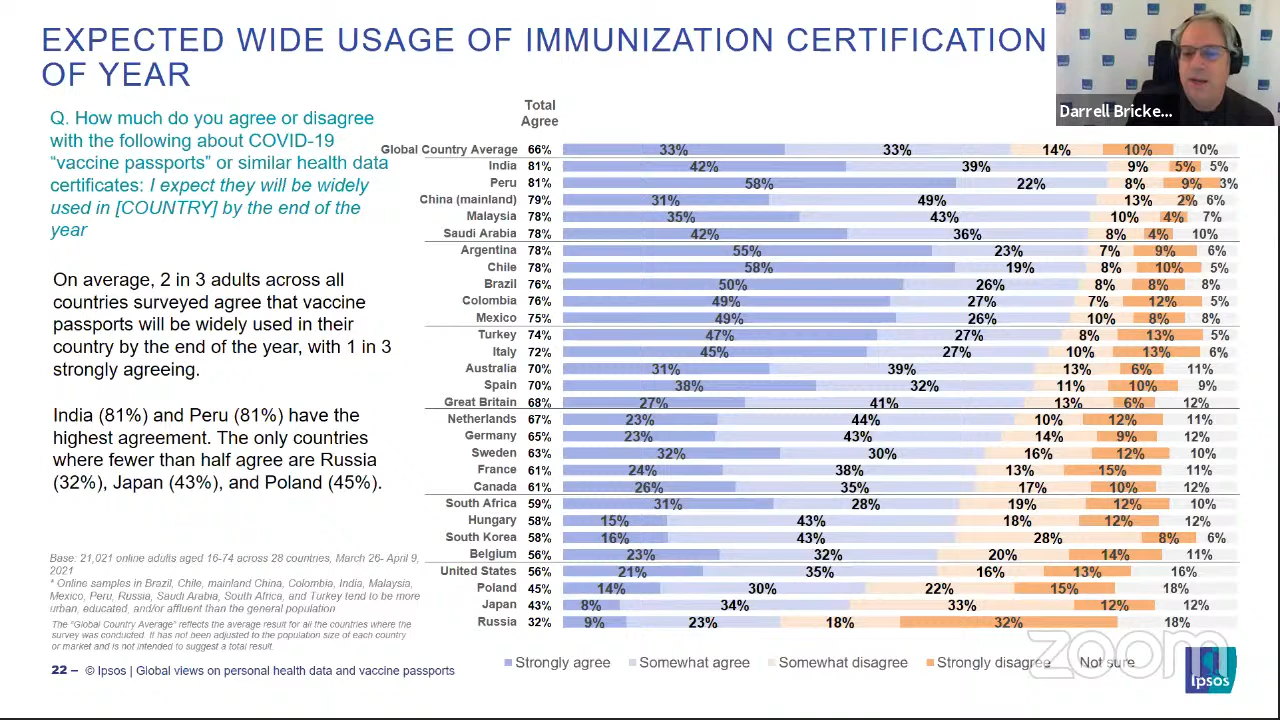 EXPECTED WIDE USAGE OF IMMUNIZATION CERTIFICATION
OF YEAR
Darrell Bricke...
Q. How much do you agree or disagree
with the following about COVID-19
“vaccine passports” or similar health data
certificates: I expect they will be widely
used in [COUNTRY] by the end of the
year
On average, 2 in 3 adults across all
countries surveyed agree that vaccine
passports will be widely used in their
country by the end of the year, with 1 in 3
strongly agreeing.
India (81%) and Peru (81%) have the
highest agreement. The only countries
where fewer than half agree are Russia
(32%), Japan (43%), and Poland (45%).
Base: 21,021 online adults aged 16-74 across 28 countries, March 26- April 9,
2021
* Online samples in Brazil, Chile, mainland China, Colombia, India, Malaysia,
Mexico, Peru, Russia, Saudi Arabia, South Africa, and Turkey tend to be more
urban, educated, and/or affluent than the general population
The “Global Country Average” reflects the average result for all the countries where the
survey was conducted. It has not been adjusted to the population size of each country
or market and is not intended to suggest a total result.
22 – © Ipsos | Global views on personal health data and vaccine passports
Total
Agree
Global Country Average 66% 33% 33% 14% 10% 10%
India 81% 42% 39% 9% 5% 5%
Peru 81% 58% 22% 8% 9% 3%
China (mainland) 79% 31% 49% 13% 2% 6%
Malaysia 78% 35% 43% 10% 4% 7%
Saudi Arabia 78% 42% 36% 8% 4% 10%
Argentina 78% 55% 23% 7% 9% 6%
Chile 78% 58% 19% 8% 10% 5%
Brazil 76% 50% 26% 8% 8% 8%
Colombia 76% 49% 27% 7% 12% 5%
Mexico 75% 49% 26% 10% 8% 8%
Turkey 74% 47% 27% 8% 13% 5%
Italy 72% 45% 27% 10% 13% 6%
Australia 70% 31% 39% 13% 6% 11%
Spain 70% 38% 32% 11% 10% 9%
Great Britain 68% 27% 41% 13% 6% 12%
Netherlands 67% 23% 44% 10% 12% 11%
Germany 65% 23% 43% 14% 9% 12%
Sweden 63% 32% 30% 16% 12% 10%
France 61% 24% 38% 13% 15% 11%
Canada 61% 26% 35% 17% 10% 12%
South Africa 59% 31% 28% 19% 12% 10%
Hungary 58% 15% 43% 18% 12% 12%
South Korea 58% 16% 43% 28% 8% 6%
Belgium 56% 23% 32% 20% 14% 11%
United States 56% 21% 35% 16% 13% 16%
Poland 45% 14% 30% 22% 15% 18%
Japan 43% 8% 34% 33% 12% 12%
Russia 32% 9% 23% 18% 32% 18%
Strongly agree Somewhat agree Somewhat disagree Strongly disagree Not sure
zoom
Ipsos